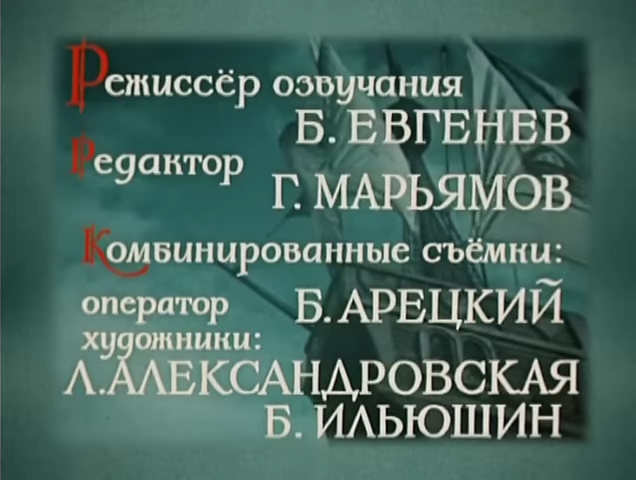 Режиссёр озвучания
Б. ЕВГЕНЕВ
Редактор
Г. МАРЬЯМОВ
Комбинированные съёмки:
оператор Б. АРЕЦКИЙ
художники:
Л. АЛЕКСАНДРОВСКАЯ
Б. ИЛЬЮШИН